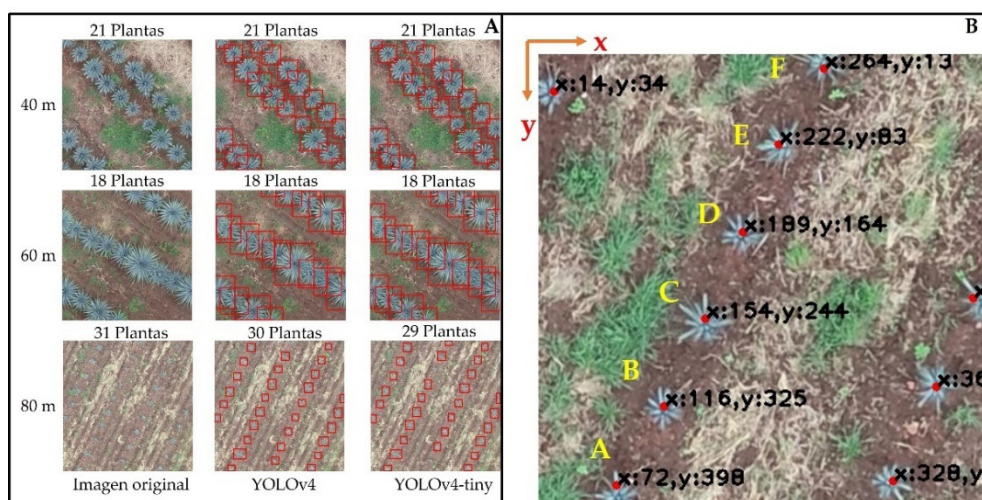 A
21 Plantas 21 Plantas 21 Plantas
40 m
18 Plantas 18 Plantas 18 Plantas
60 m
31 Plantas 30 Plantas 29 Plantas
80 m
Imagen original YOLOv4 YOLOv4-tiny
B
x
y
F
x:264,y:13
x:14,y:34
E
x:222,y:83
D
x:189,y:164
C
x:154,y:244
B
x:116,y:325
A
x:72,y:398
x:328,y